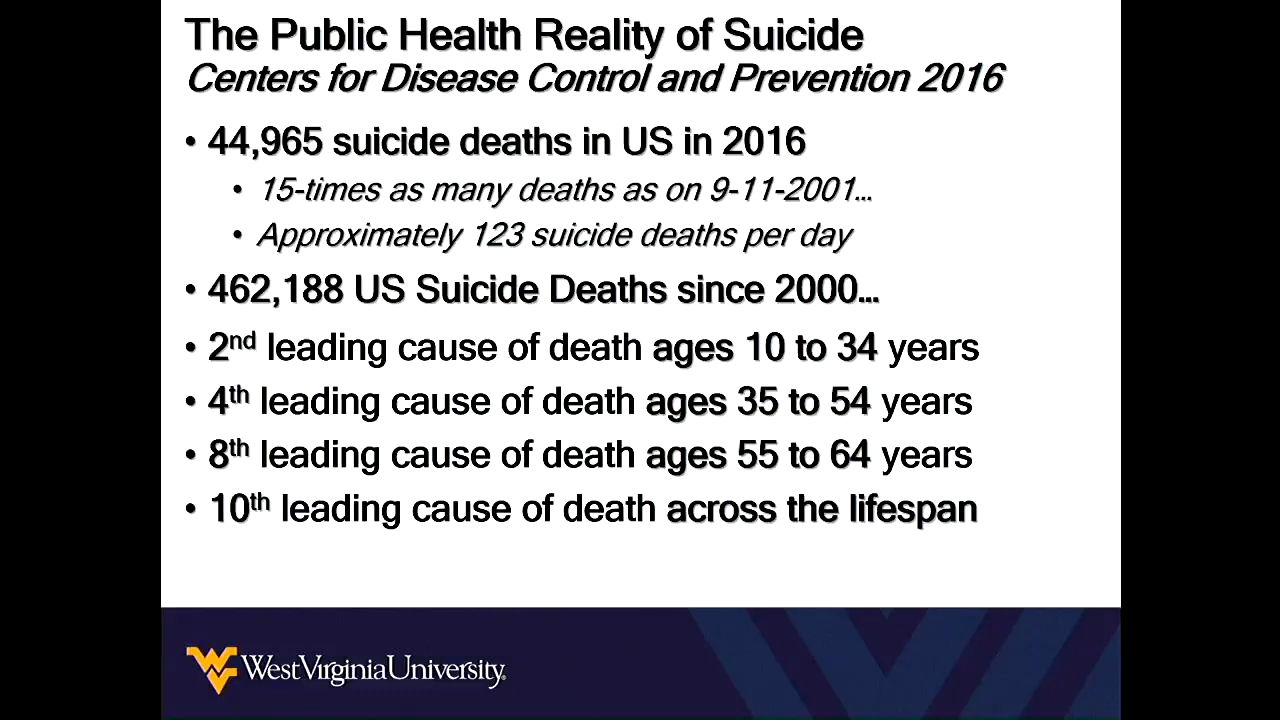 The Public Health Reality of Suicide
Centers for Disease Control and Prevention 2016
• 44,965 suicide deaths in US in 2016
• 15-times as many deaths as on 9-11-2001...
• Approximately 123 suicide deaths per day
• 462,188 US Suicide Deaths since 2000...
• 2nd leading cause of death ages 10 to 34 years
• 4th leading cause of death ages 35 to 54 years
• 8th leading cause of death ages 55 to 64 years
• 10th leading cause of death across the lifespan
WestVirginiaUniversity.